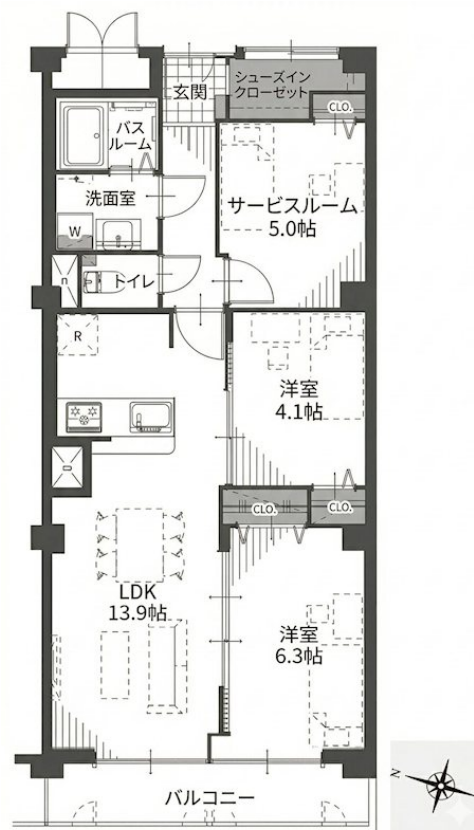 玄関
シューズイン
クローゼット
CLO.
バス
ルーム
洗面室
W
サービスルーム
5.0帖
トイレ
n
R
洋室
4.1帖
CLO.
CLO.
LDK
13.9帖
洋室
6.3帖
バルコニー
N